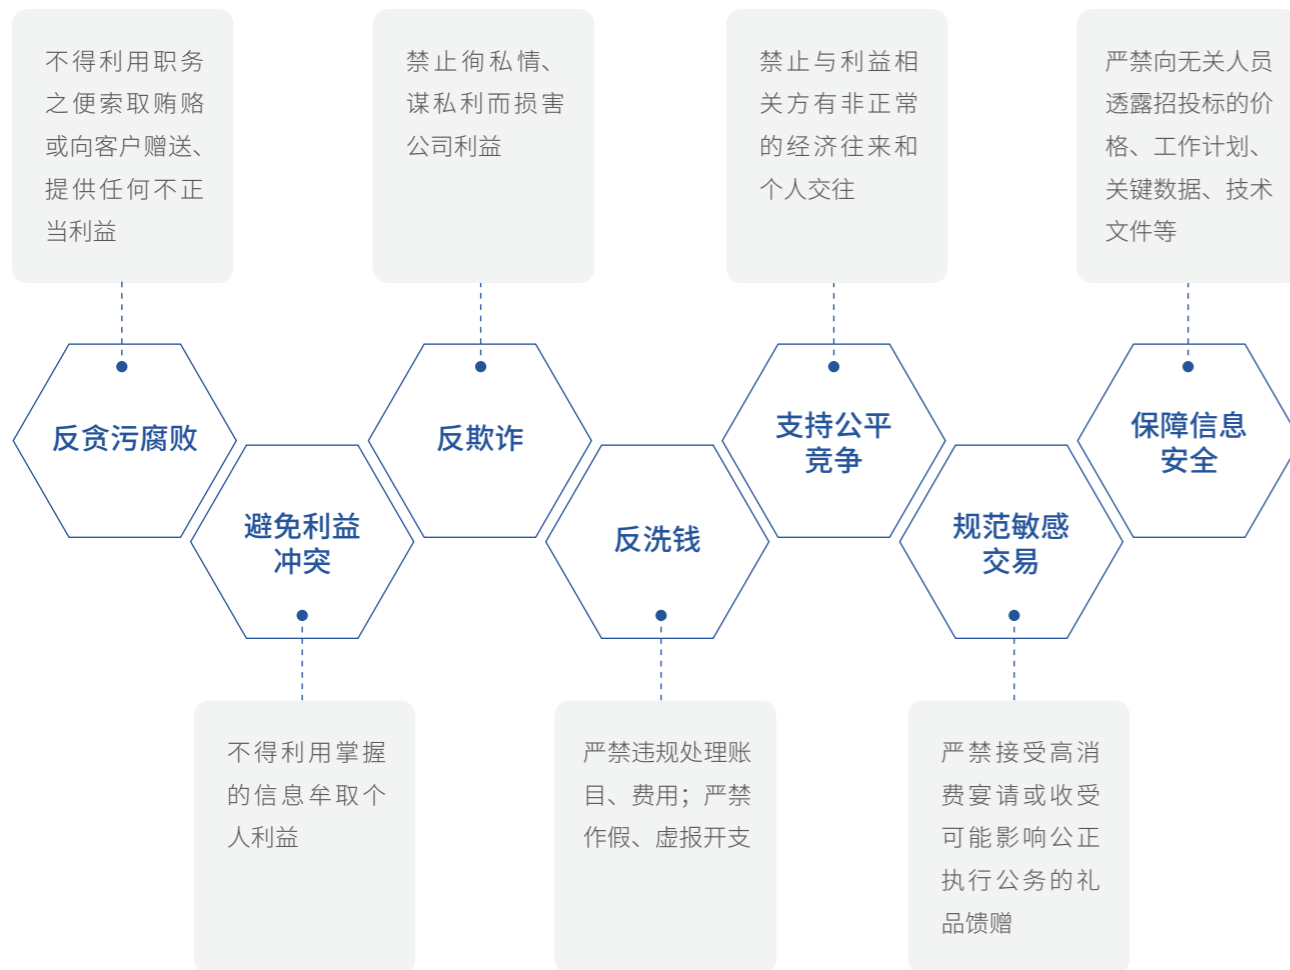 不得利用职务
之便索取贿赂
或向客户赠送、
提供任何不正
当利益
禁止徇私情、
谋私利而损害
公司利益
禁止与利益相
关方有非正常
的经济往来和
个人交往
严禁向无关人员
透露招投标的价
格、工作计划、
关键数据、技术
文件等
反贪污腐败
避免利益
冲突
反欺诈
反洗钱
支持公平
竞争
规范敏感
交易
保障信息
安全
不得利用掌握
的信息牟取个
人利益
严禁违规处理账
目、费用；严禁
作假、虚报开支
严禁接受高消
费宴请或收受
可能影响公正
执行公务的礼
品馈赠